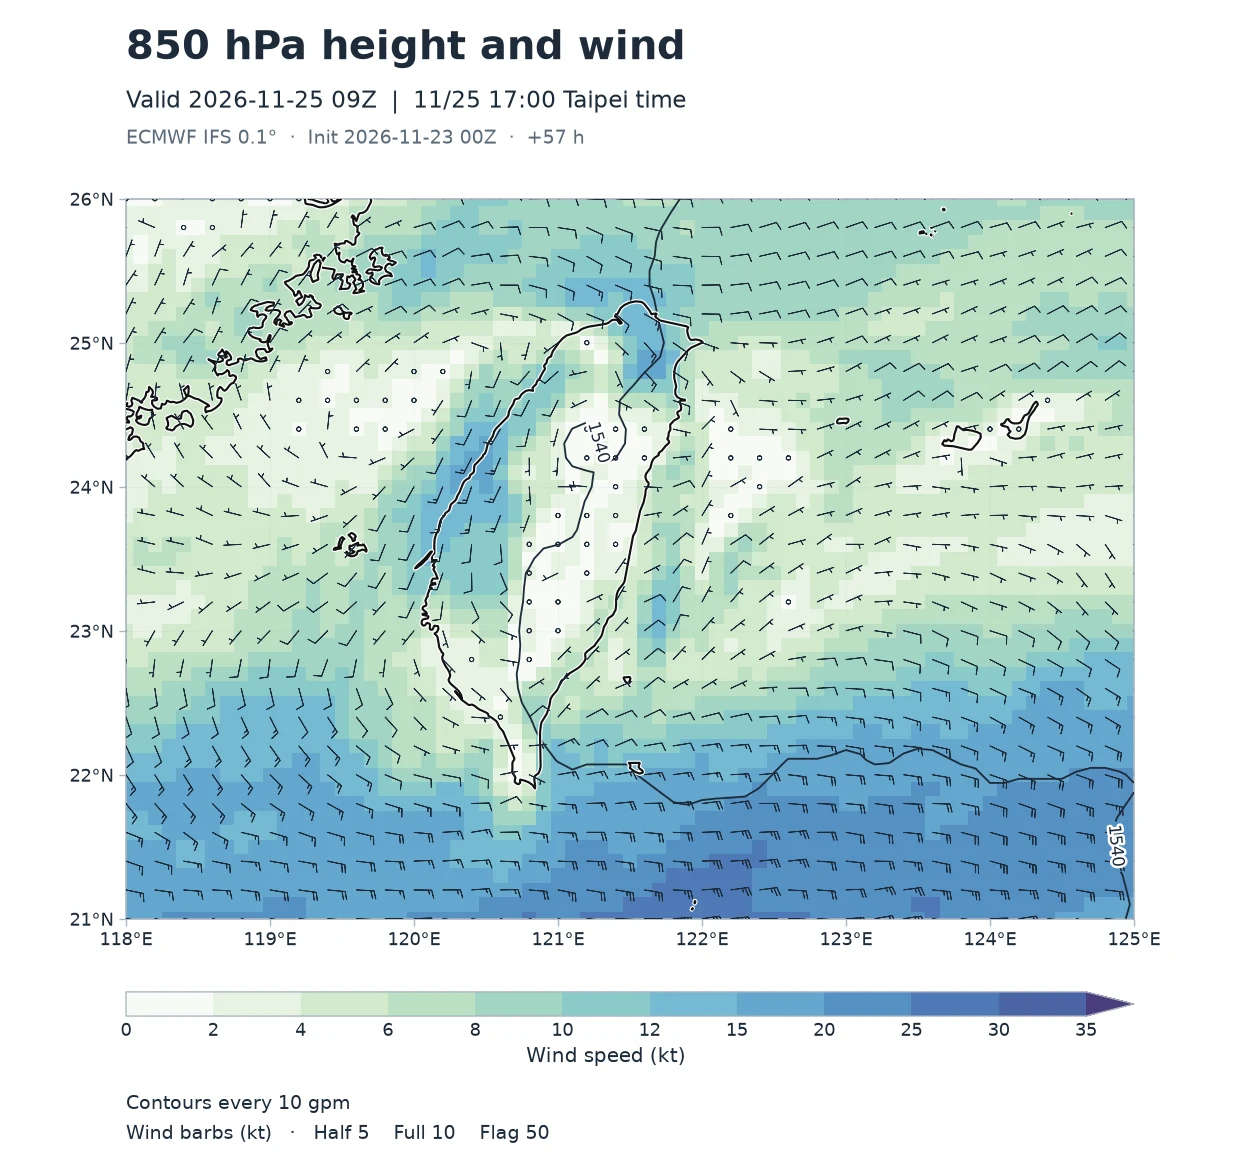 850 hPa height and wind
Valid 2026-11-25 09Z | 11/25 17:00 Taipei time
ECMWF IFS 0.1° · Init 2026-11-23 00Z · +57 h
26°N
25°N
24°N
23°N
22°N
21°N
1540
1540
118°E 119°E 120°E 121°E 122°E 123°E 124°E 125°E
0 2 4 6 8 10 12 15 20 25 30 35
Wind speed (kt)
Contours every 10 gpm
Wind barbs (kt) · Half 5 Full 10 Flag 50